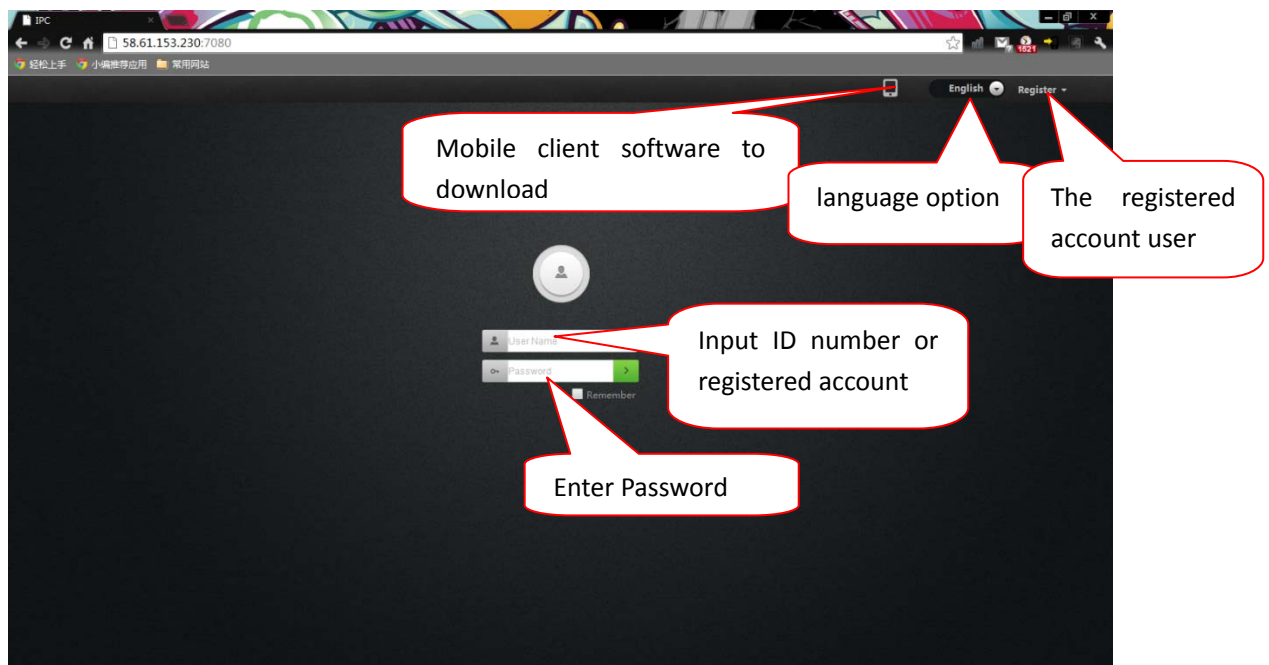 IPC
58.61.153.230:7080
1521
轻松上手 小编推荐应用 常用网站
English Register
Mobile client software to
download
language option
The registered
account user
User Name
Input ID number or
registered account
Password
Remember
Enter Password